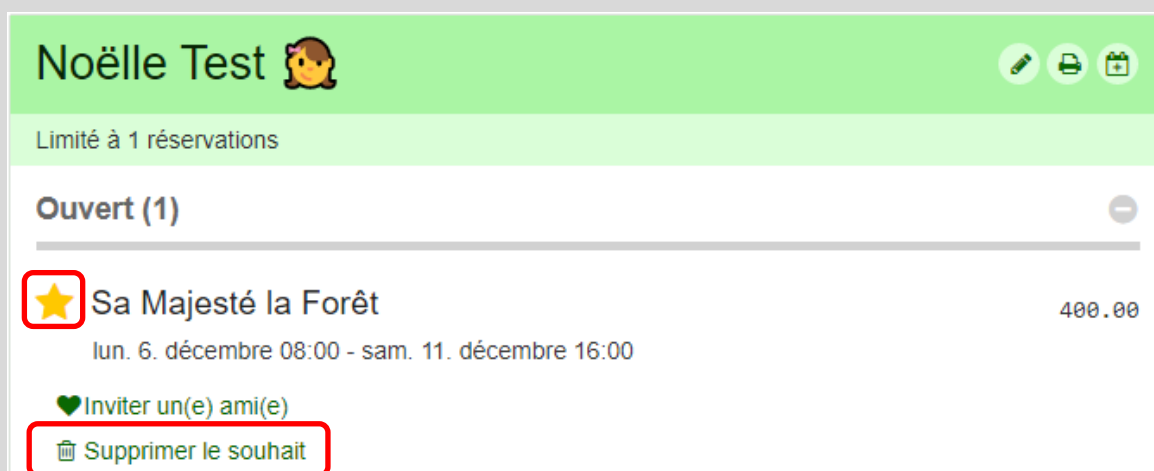 Noëlle Test
Limité à 1 réservations
Ouvert (1)
Sa Majesté la Forêt 400.00
lun. 6. décembre 08:00 - sam. 11. décembre 16:00
Inviter un(e) ami(e)
Supprimer le souhait